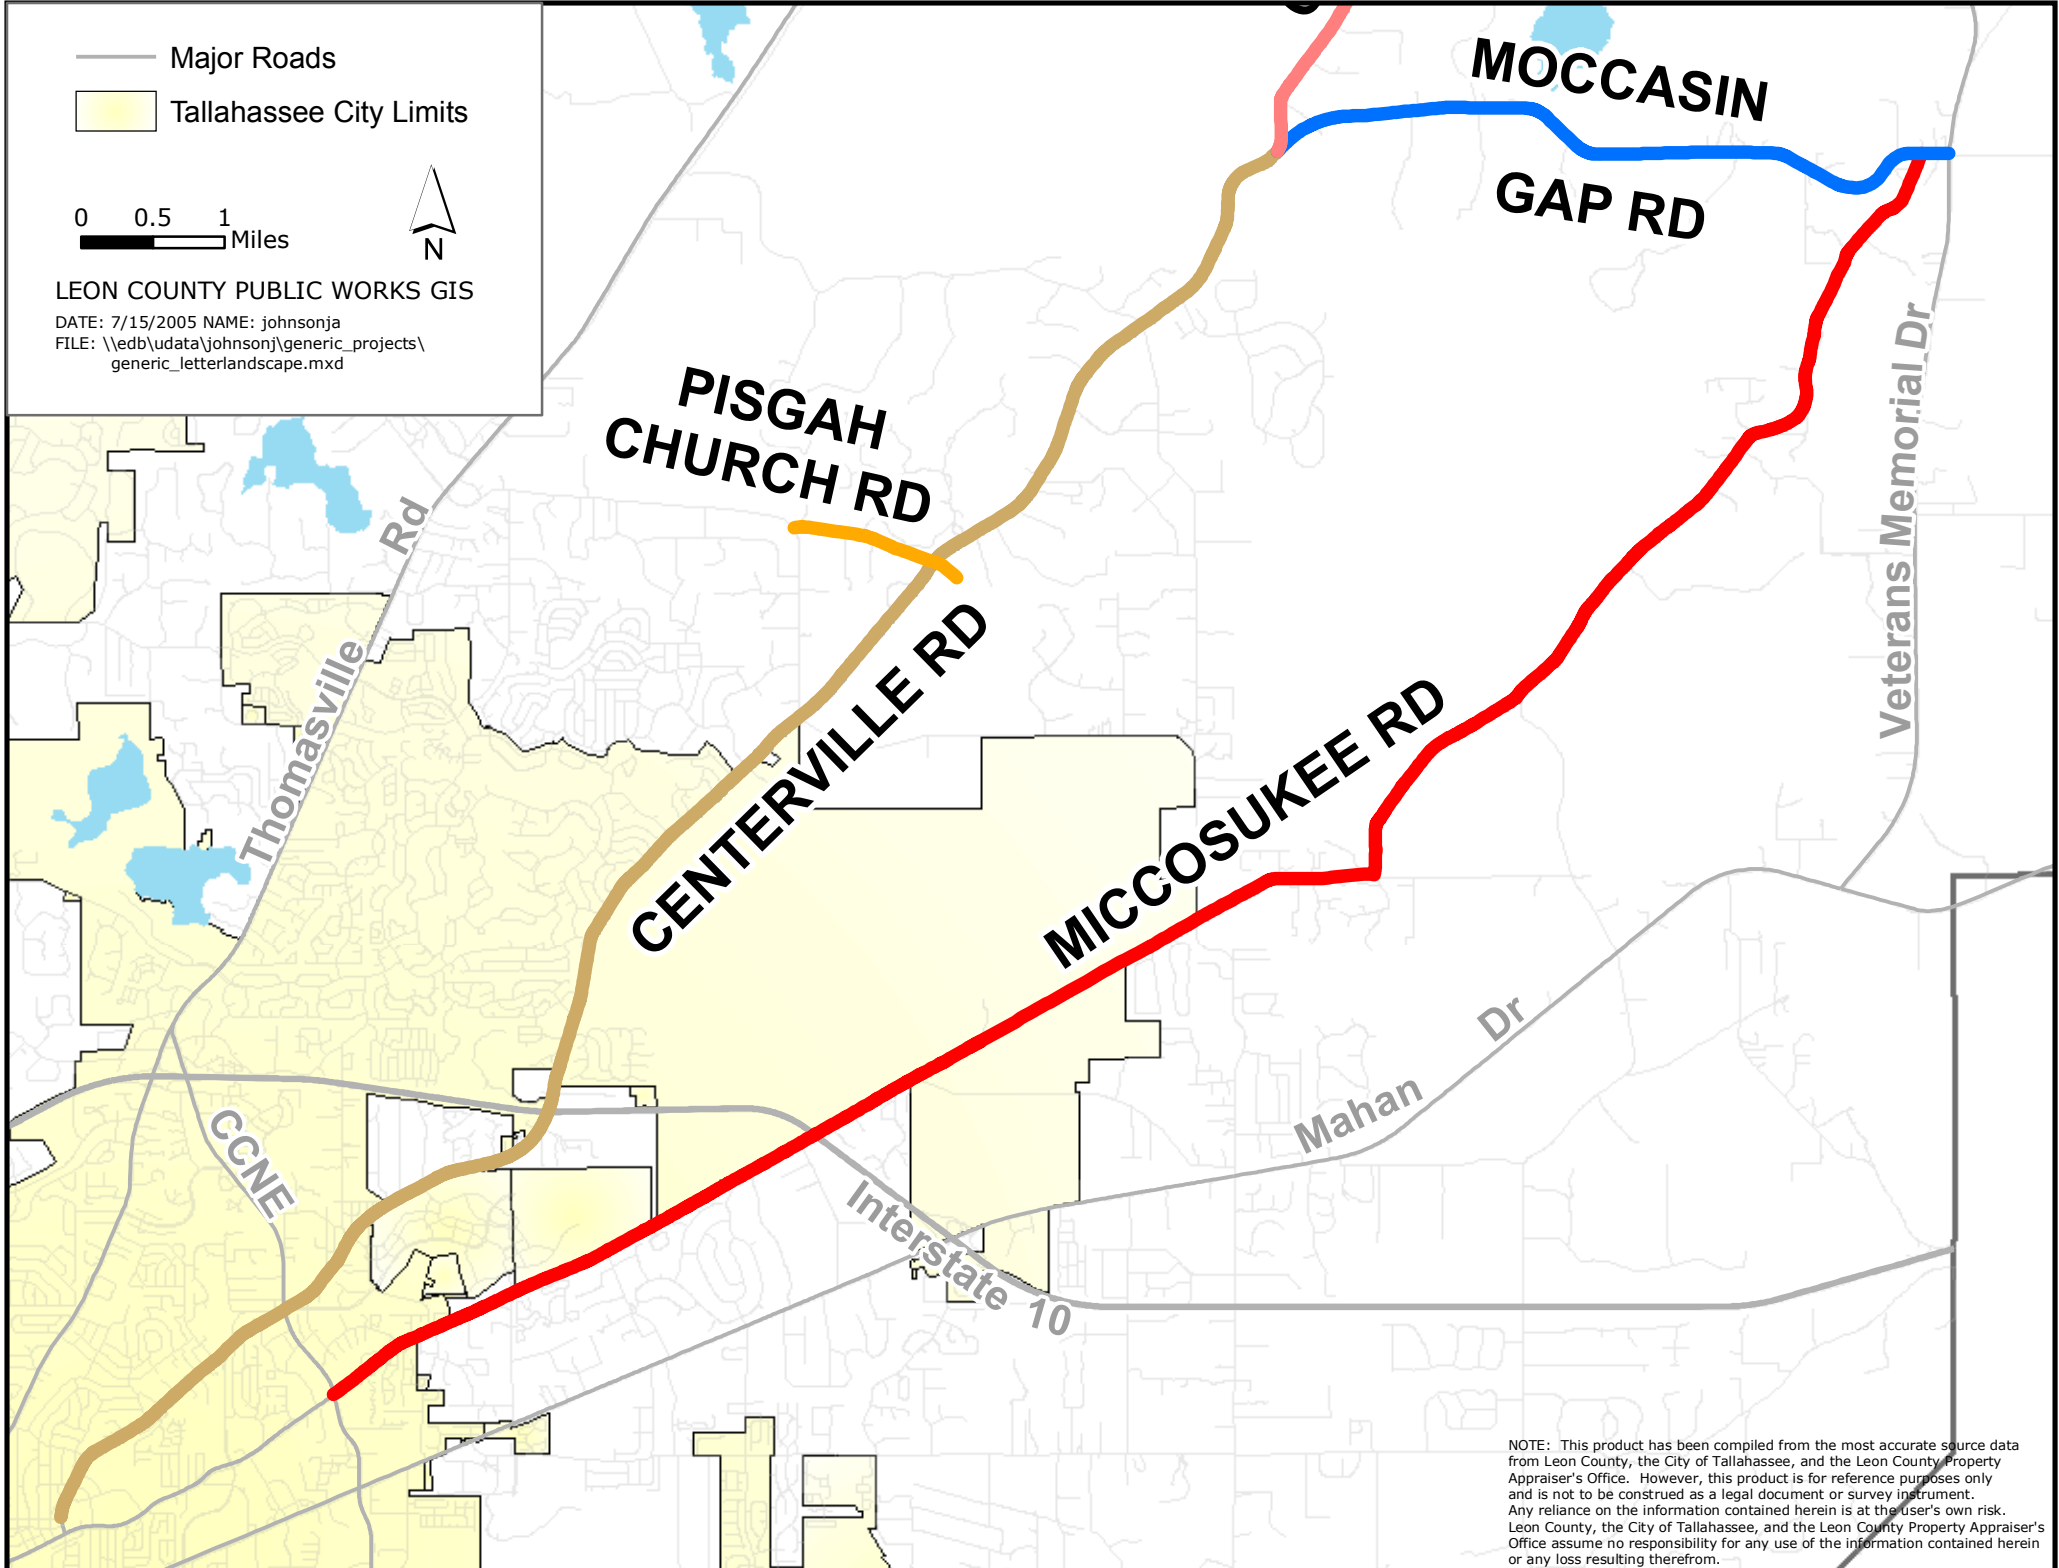 Major Roads
Tallahassee City Limits
0 0.5 1
Miles
N
LEON COUNTY PUBLIC WORKS GIS
DATE: 7/15/2005 NAME: johnsonja
FILE: \\edb\udata\johnsonj\generic_projects\
generic_letterlandscape.mxd
MOCCASIN
GAP RD
PISGAH
CHURCH RD
CENTERVILLE RD
MICCOSUKEE RD
Thomasville Rd
Veterans Memorial Dr
Mahan Dr
CCNE
Interstate 10
NOTE: This product has been compiled from the most accurate source data
from Leon County, the City of Tallahassee, and the Leon County Property
Appraiser's Office. However, this product is for reference purposes only
and is not to be construed as a legal document or survey instrument.
Any reliance on the information contained herein is at the user's own risk.
Leon County, the City of Tallahassee, and the Leon County Property Appraiser's
Office assume no responsibility for any use of the information contained herein
or any loss resulting therefrom.